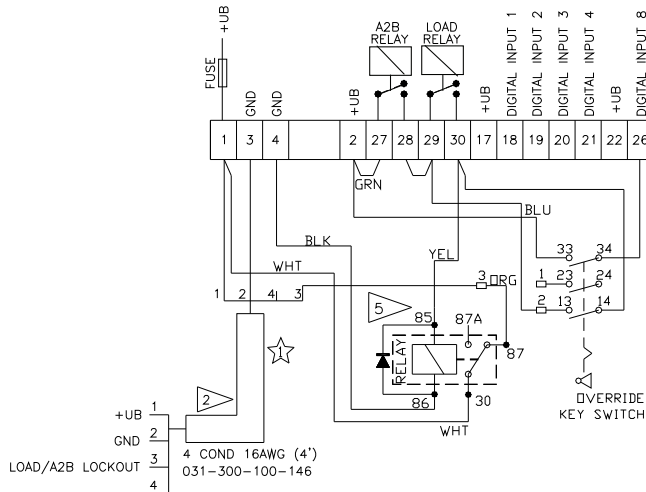 +UB
FUSE
GND
GND
+UB
A2B
RELAY
LOAD
RELAY
+UB
DIGITAL INPUT 1
DIGITAL INPUT 2
DIGITAL INPUT 3
DIGITAL INPUT 4
+UB
DIGITAL INPUT 8
1 3 4 2 27 28 29 30 17 18 19 20 21 22 26
GRN
BLU
BLK
YEL
WHT
33 34
1 23 24
2 13 14
3 ORG
1 2 4 3
5
85
87A
87
RELAY
86
30
WHT
1
2
OVERRIDE
KEY SWITCH
+UB 1
GND 2
LOAD/A2B LOCKOUT 3
4
4 COND 16AWG (4')
031-300-100-146